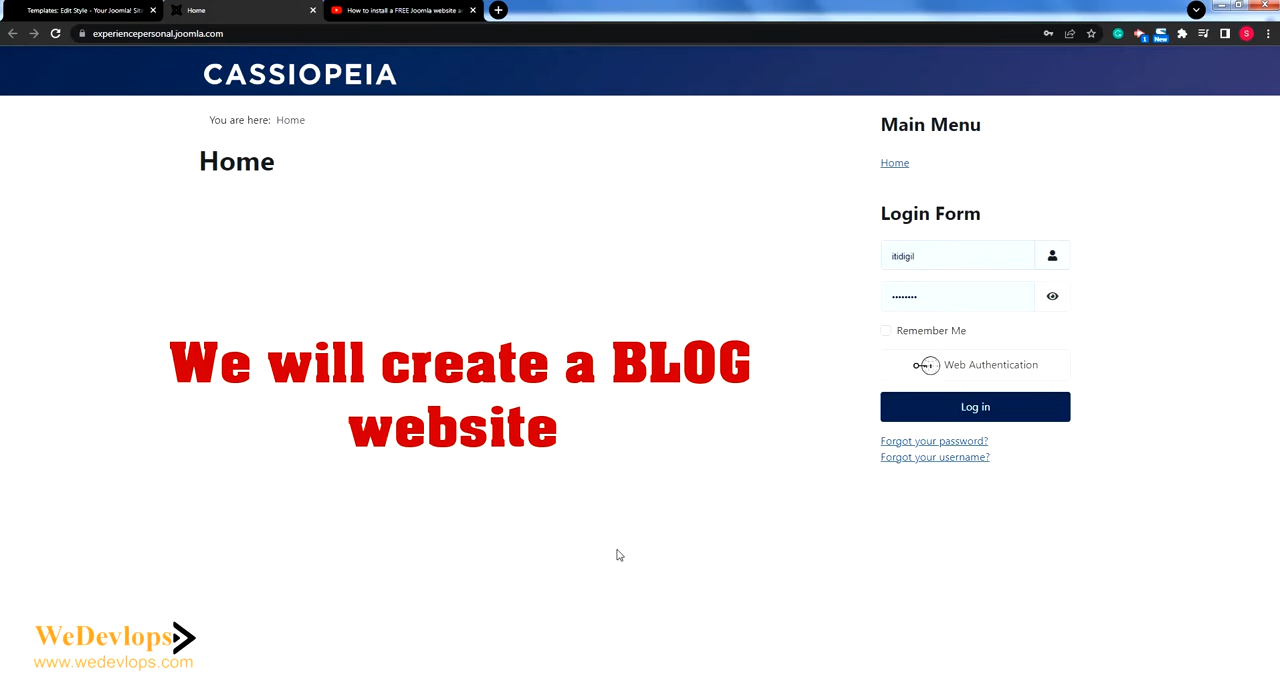 Templates: Edit Style - Your Joomla! Sit
Home
How to install a FREE Joomla website a
experiencepersonal.joomla.com
1
New
S
CASSIOPEIA
You are here: Home
Home
Main Menu
Home
Login Form
itidigil
••••••••
Remember Me
Web Authentication
Log in
Forgot your password?
Forgot your username?
We will create a BLOG
website
WeDevlops
www.wedevlops.com